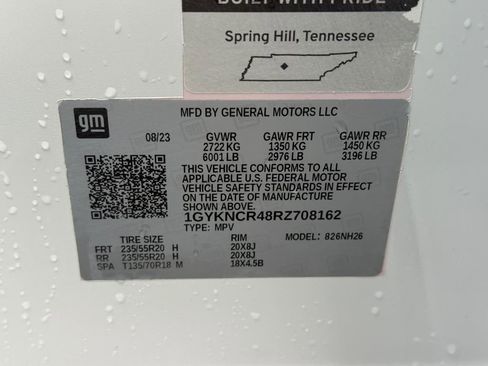 BUILT WITH PRIDE
Spring Hill, Tennessee
gm
MFD BY GENERAL MOTORS LLC
08/23 GVWR GAWR FRT GAWR RR
2722 KG 1350 KG 1450 KG
6001 LB 2976 LB 3196 LB
THIS VEHICLE CONFORMS TO ALL
APPLICABLE U.S. FEDERAL MOTOR
VEHICLE SAFETY STANDARDS IN EFFECT
ON THE DATE OF MANUFACTURE
SHOWN ABOVE.
1GYKNCR48RZ708162
TYPE: MPV
TIRE SIZE RIM MODEL: 826NH26
FRT 235/55R20 H 20X8J
RR 235/55R20 H 20X8J
SPA T135/70R18 M 18X4.5B